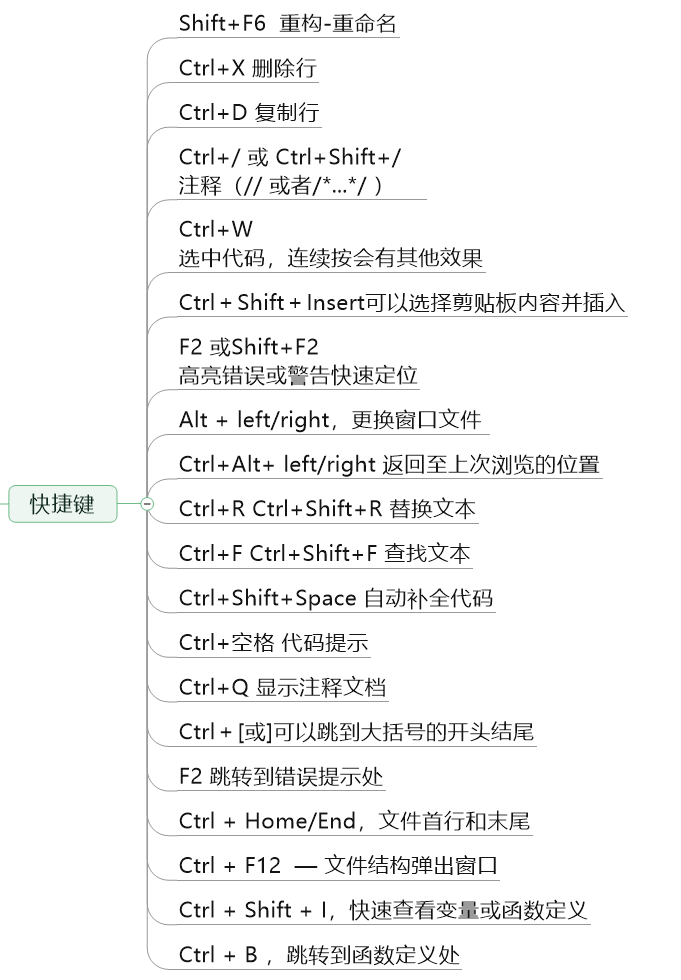 Shift+F6  重构-重命名
Ctrl+X 删除行
Ctrl+D 复制行
Ctrl+/ 或 Ctrl+Shift+/
注释（// 或者/*...*/ ）
Ctrl+W
选中代码，连续按会有其他效果
Ctrl＋Shift＋Insert可以选择剪贴板内容并插入
F2 或Shift+F2
高亮错误或警告快速定位
Alt + left/right，更换窗口文件
Ctrl+Alt+ left/right 返回至上次浏览的位置
快捷键
Ctrl+R Ctrl+Shift+R 替换文本
Ctrl+F Ctrl+Shift+F 查找文本
Ctrl+Shift+Space 自动补全代码
Ctrl+空格 代码提示
Ctrl+Q 显示注释文档
Ctrl＋[或]可以跳到大括号的开头结尾
F2 跳转到错误提示处
Ctrl + Home/End，文件首行和末尾
Ctrl + F12  — 文件结构弹出窗口
Ctrl + Shift + I，快速查看变量或函数定义
Ctrl + B ，跳转到函数定义处